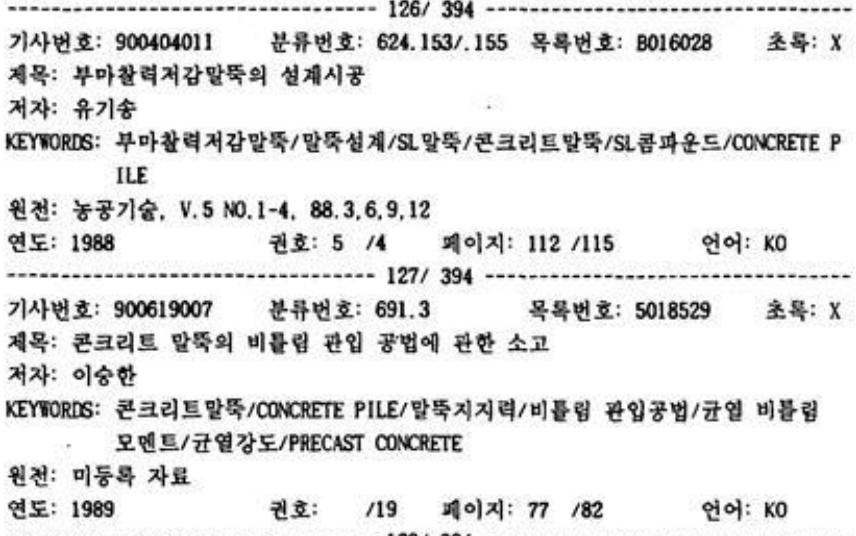 -------------------------------- 126/ 394 --------------------------------
기사번호: 900404011 분류번호: 624.153/.155 목록번호: B016028 초록: X
제목: 부마찰력저감말뚝의 설계시공
저자: 유기송
KEYWORDS: 부마찰력저감말뚝/말뚝설계/SL말뚝/콘크리트말뚝/SL콤파운드/CONCRETE P
ILE
원전: 농공기술, V.5 NO.1-4, 88.3,6,9,12
연도: 1988 권호: 5 /4 페이지: 112 /115 언어: KO
-------------------------------- 127/ 394 --------------------------------
기사번호: 900619007 분류번호: 691.3 목록번호: 5018529 초록: X
제목: 콘크리트 말뚝의 비틀림 관입 공법에 관한 소고
저자: 이승한
KEYWORDS: 콘크리트말뚝/CONCRETE PILE/말뚝지지력/비틀림 관입공법/균열 비틀림
모멘트/균열강도/PRECAST CONCRETE
원전: 미등록 자료
연도: 1989 권호: /19 페이지: 77 /82 언어: KO